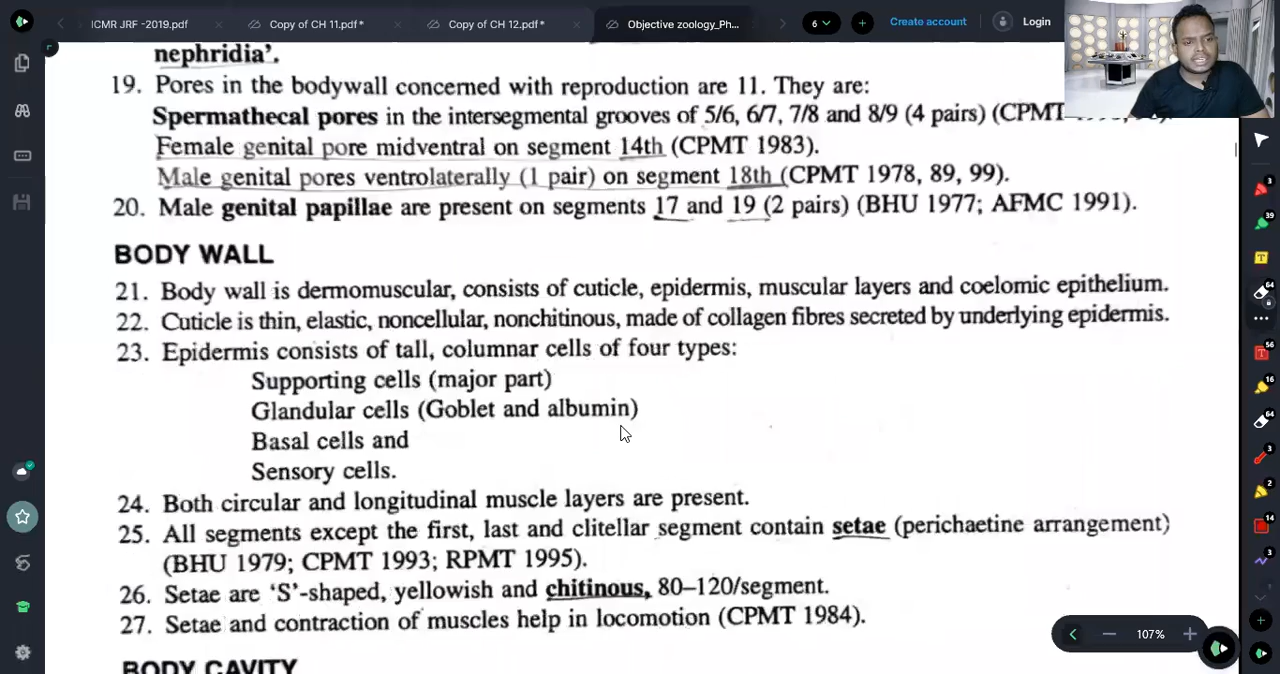 ICMR JRF -2019.pdf
Copy of CH 11.pdf*
Copy of CH 12.pdf*
Objective zoology_Ph...
6
Create account
Login
nephridia'.
19. Pores in the bodywall concerned with reproduction are 11. They are:
Spermathecal pores in the intersegmental grooves of 5/6, 6/7, 7/8 and 8/9 (4 pairs) (CPMT
Female genital pore midventral on segment 14th (CPMT 1983).
Male genital pores ventrolaterally (1 pair) on segment 18th (CPMT 1978, 89, 99).
20. Male genital papillae are present on segments 17 and 19 (2 pairs) (BHU 1977; AFMC 1991).
BODY WALL
21. Body wall is dermomuscular, consists of cuticle, epidermis, muscular layers and coelomic epithelium.
22. Cuticle is thin, elastic, noncellular, nonchitinous, made of collagen fibres secreted by underlying epidermis.
23. Epidermis consists of tall, columnar cells of four types:
Supporting cells (major part)
Glandular cells (Goblet and albumin)
Basal cells and
Sensory cells.
24. Both circular and longitudinal muscle layers are present.
25. All segments except the first, last and clitellar segment contain setae (perichaetine arrangement)
(BHU 1979; CPMT 1993; RPMT 1995).
26. Setae are 'S'-shaped, yellowish and chitinous, 80–120/segment.
27. Setae and contraction of muscles help in locomotion (CPMT 1984).
BODY CAVITY
107%
3
39
T
64
T 56
16
64
3
2
14
3